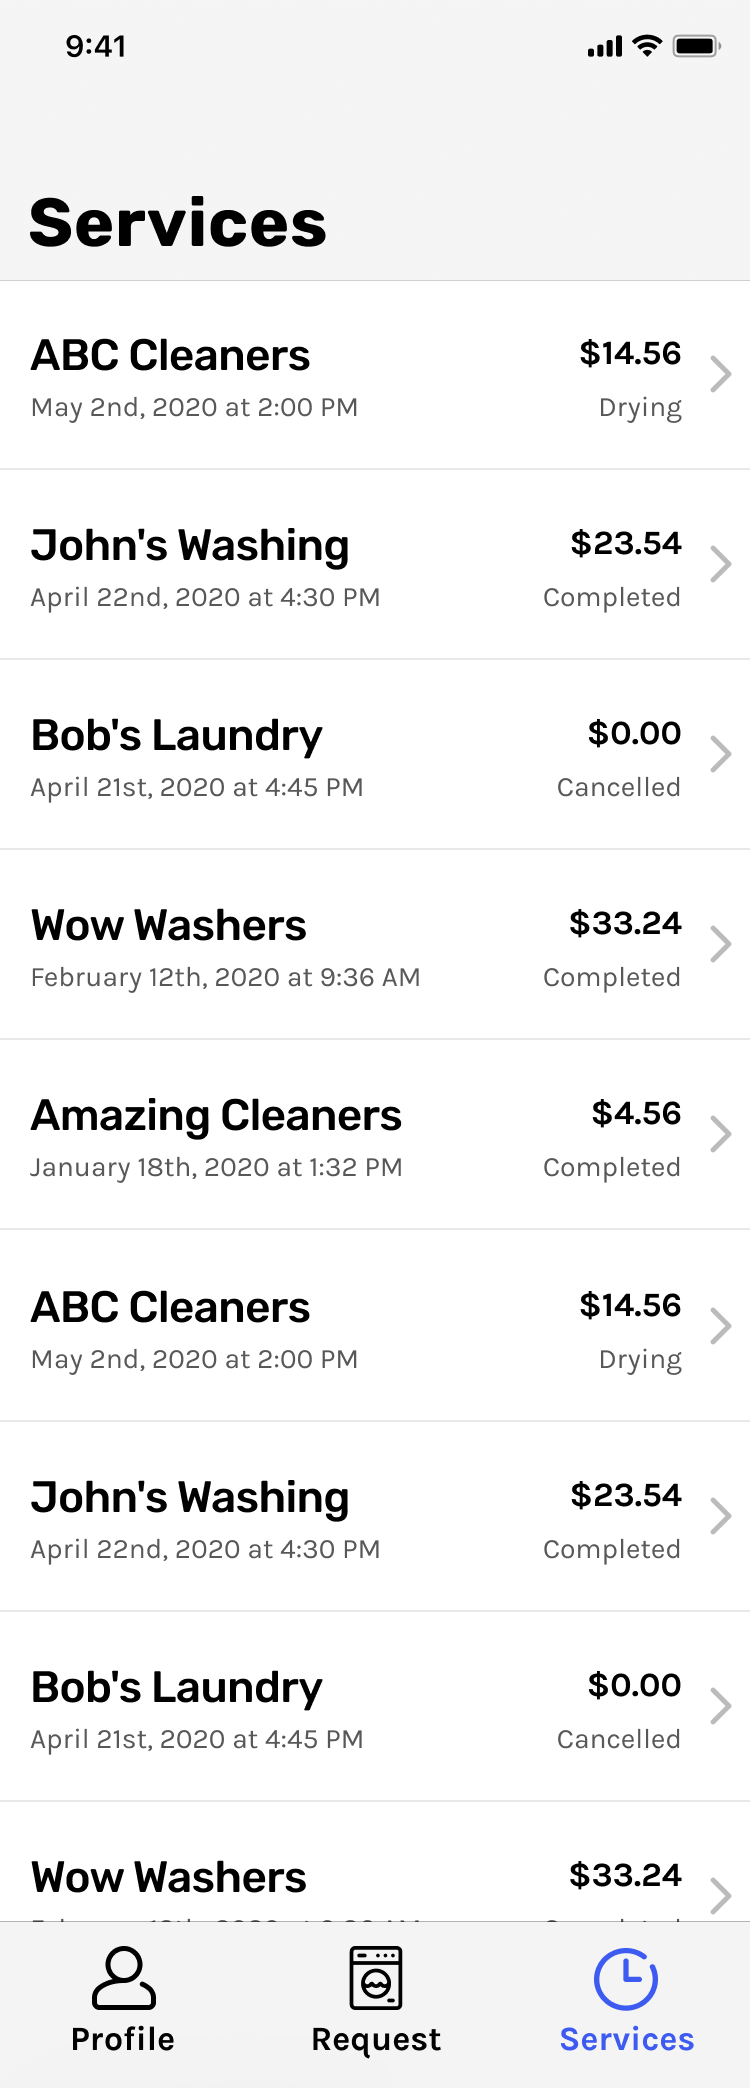 9:41
Services
ABC Cleaners
$14.56
May 2nd, 2020 at 2:00 PM
Drying
John's Washing
$23.54
April 22nd, 2020 at 4:30 PM
Completed
Bob's Laundry
$0.00
April 21st, 2020 at 4:45 PM
Cancelled
Wow Washers
$33.24
February 12th, 2020 at 9:36 AM
Completed
Amazing Cleaners
$4.56
January 18th, 2020 at 1:32 PM
Completed
ABC Cleaners
$14.56
May 2nd, 2020 at 2:00 PM
Drying
John's Washing
$23.54
April 22nd, 2020 at 4:30 PM
Completed
Bob's Laundry
$0.00
April 21st, 2020 at 4:45 PM
Cancelled
Wow Washers
$33.24
Profile
Request
Services